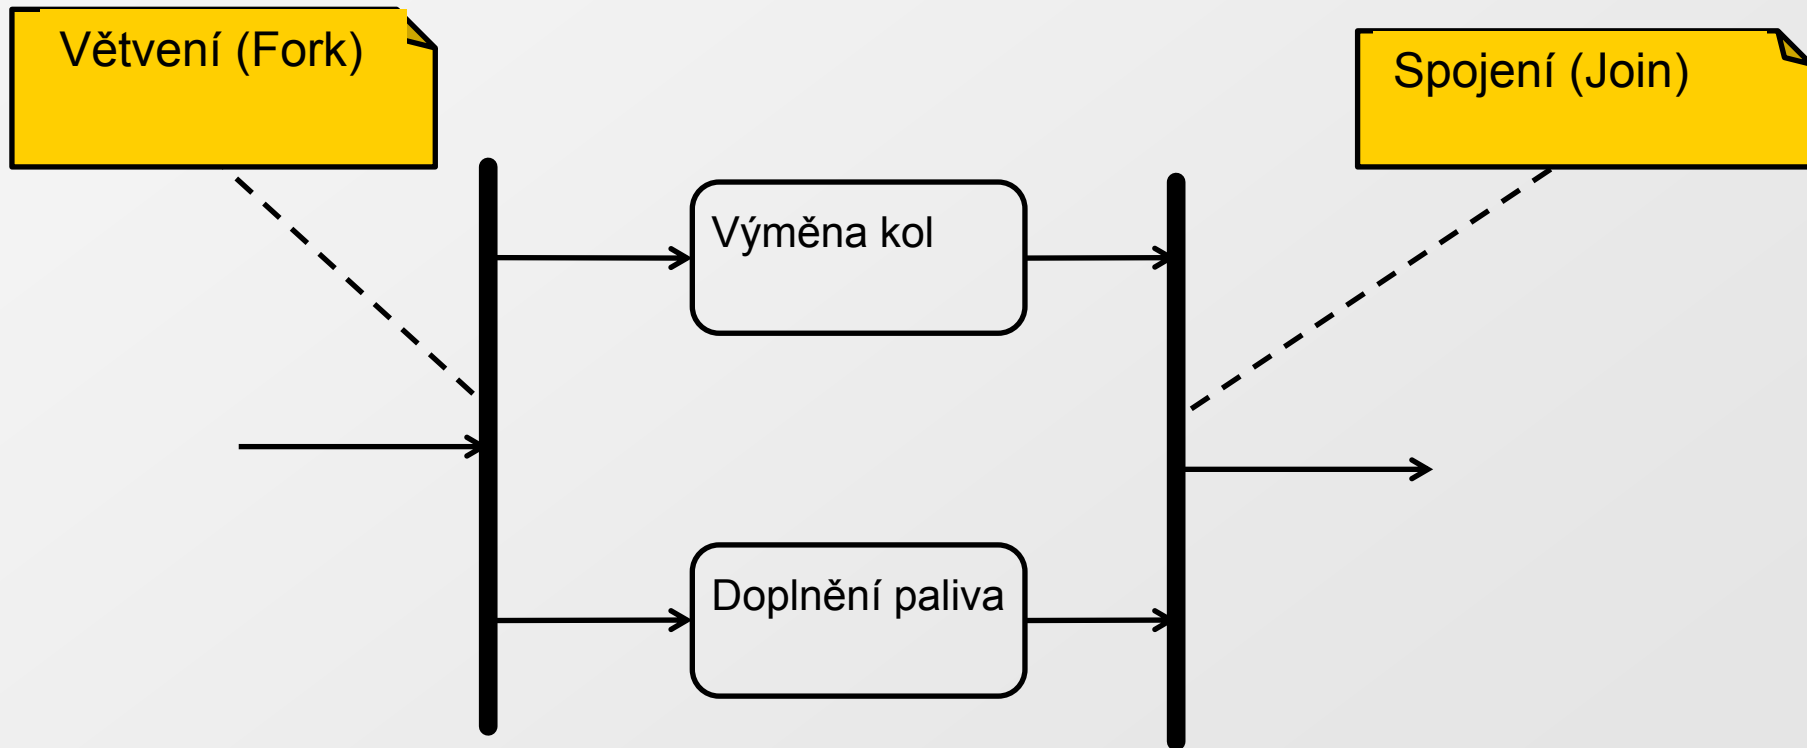 Větvení (Fork)
Spojení (Join)
Výměna kol
Doplnění paliva